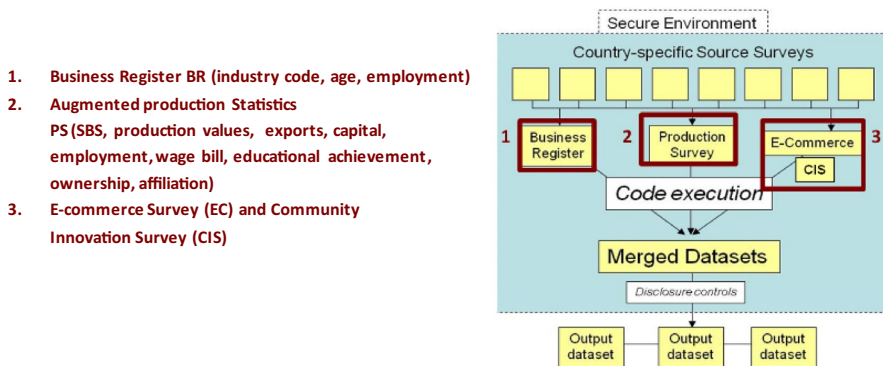 1. Business Register BR (industry code, age, employment)
2. Augmented production Statistics
PS (SBS, production values, exports, capital,
employment, wage bill, educational achievement,
ownership, affiliation)
3. E-commerce Survey (EC) and Community
Innovation Survey (CIS)
Secure Environment
Country-specific Source Surveys
1
Business
Register
2
Production
Survey
E-Commerce
3
CIS
Code execution
Merged Datasets
Disclosure controls
Output
dataset
Output
dataset
Output
dataset